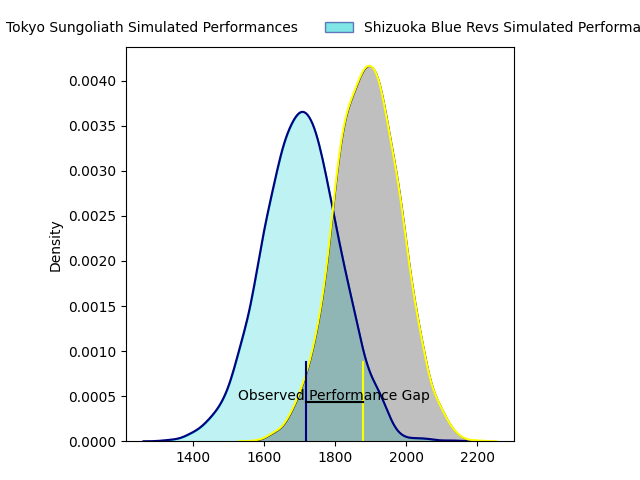 Tokyo Sungoliath Simulated Performances Shizuoka Blue Revs Simulated Performa
0.0040
0.0035
0.0030
0.0025
0.0020
0.0015
0.0010
0.0005
0.0000
Density
Observed Performance Gap
1400 1600 1800 2000 2200